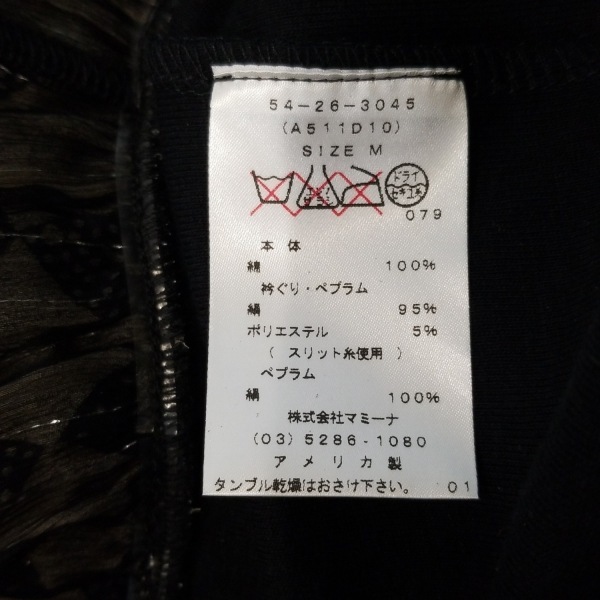 54-26-3045
(A511D10)
SIZE M
ドライ
セキユ系
079
本体
綿 100%
衿ぐり・ペプラム
絹 95%
ポリエステル 5%
( スリット糸使用 )
ペプラム
絹 100%
株式会社マミーナ
(03)5286-1080
アメリカ製
タンブル乾燥はおさけ下さい。 01